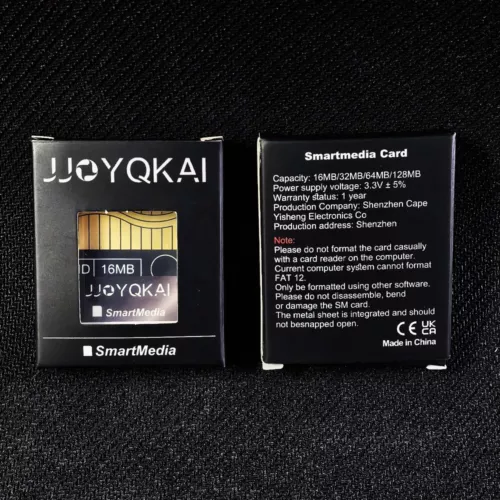 JJOYQKAI
D 16MB
JJOYQKAI
SmartMedia
SmartMedia
Smartmedia Card
Capacity: 16MB/32MB/64MB/128MB
Power supply voltage: 3.3V ± 5%
Warranty status: 1 year
Production Company: Shenzhen Cape
Yisheng Electronics Co
Production address: Shenzhen
Note:
Please do not format the card casually
with a card reader on the computer.
Current computer system cannot format
FAT 12.
Only be formatted using other software.
Please do not disassemble, bend
or damage the SM card.
The metal sheet is integrated and should
not besnapped open.
CE UK
CA
Made in China